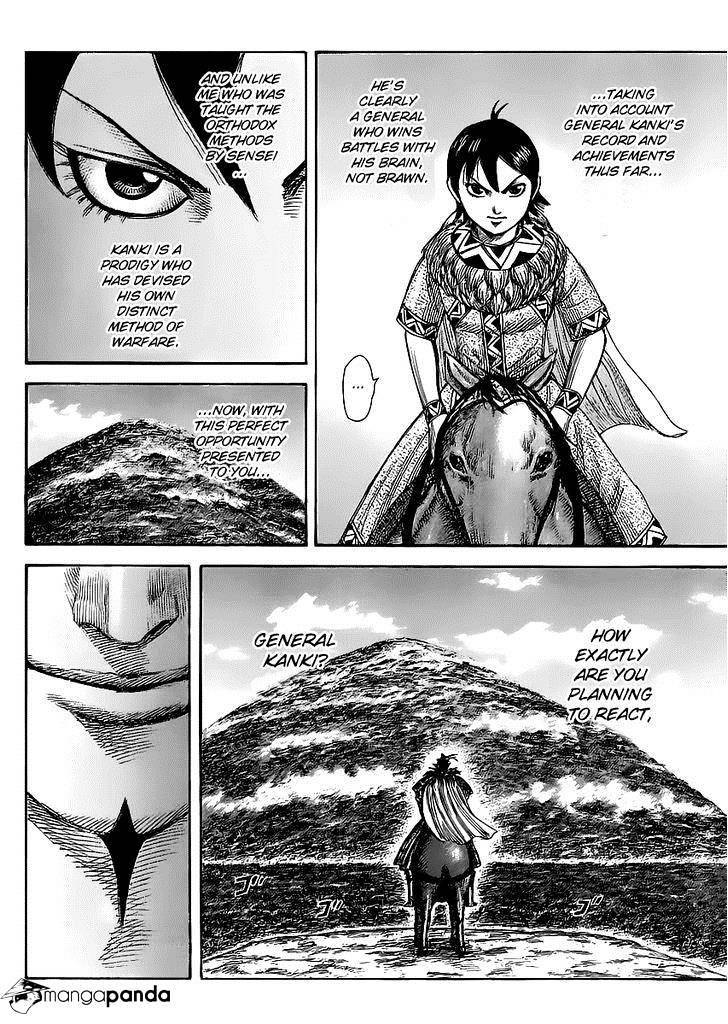 ...TAKING
INTO ACCOUNT
GENERAL KANKI'S
RECORD AND
ACHIEVEMENTS
THUS FAR...
HE'S
CLEARLY
A GENERAL
WHO WINS
BATTLES WITH
HIS BRAIN,
NOT BRAWN.
...
AND UNLIKE
ME WHO WAS
TAUGHT THE
ORTHODOX
METHODS
BY SENSEI
...
KANKI IS A
PRODIGY WHO
HAS DEVISED
HIS OWN
DISTINCT
METHOD OF
WARFARE.
...NOW, WITH
THIS PERFECT
OPPORTUNITY
PRESENTED
TO YOU...
HOW
EXACTLY
ARE YOU
PLANNING
TO REACT,
GENERAL
KANKI?
ゴ
ゴ
ゴ
mangapanda